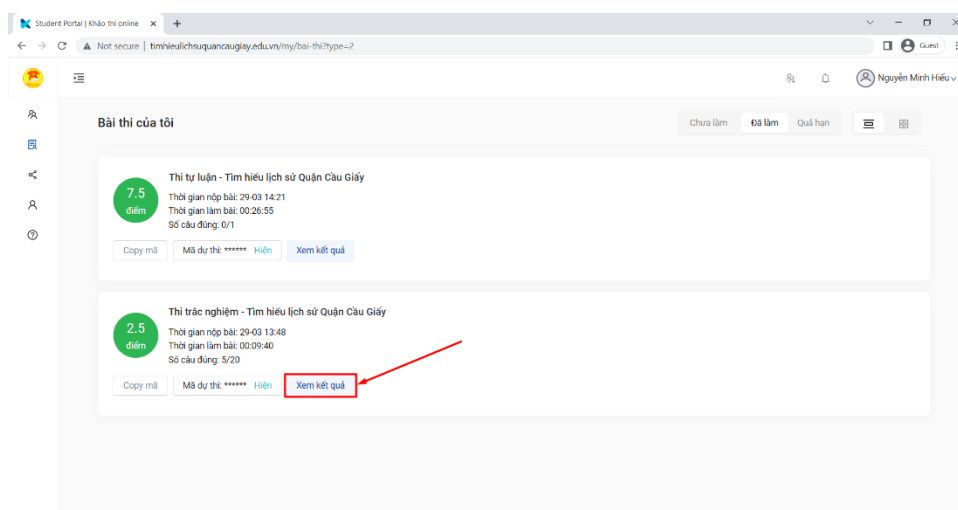 Student Portal | Khảo thí online
Not secure | timhieulichsuquancaugiay.edu.vn/my/bai-thi?type=2
Guest
Nguyễn Minh Hiếu
Bài thi của tôi
Chưa làm Đã làm Quá hạn
Thi tự luận - Tìm hiểu lịch sử Quận Cầu Giấy
7.5
điểm
Thời gian nộp bài: 29-03 14:21
Thời gian làm bài: 00:26:55
Số câu đúng: 0/1
Copy mã Mã dự thi: ****** Hiện Xem kết quả
Thi trắc nghiệm - Tìm hiểu lịch sử Quận Cầu Giấy
2.5
điểm
Thời gian nộp bài: 29-03 13:48
Thời gian làm bài: 00:09:40
Số câu đúng: 5/20
Copy mã Mã dự thi: ****** Hiện Xem kết quả